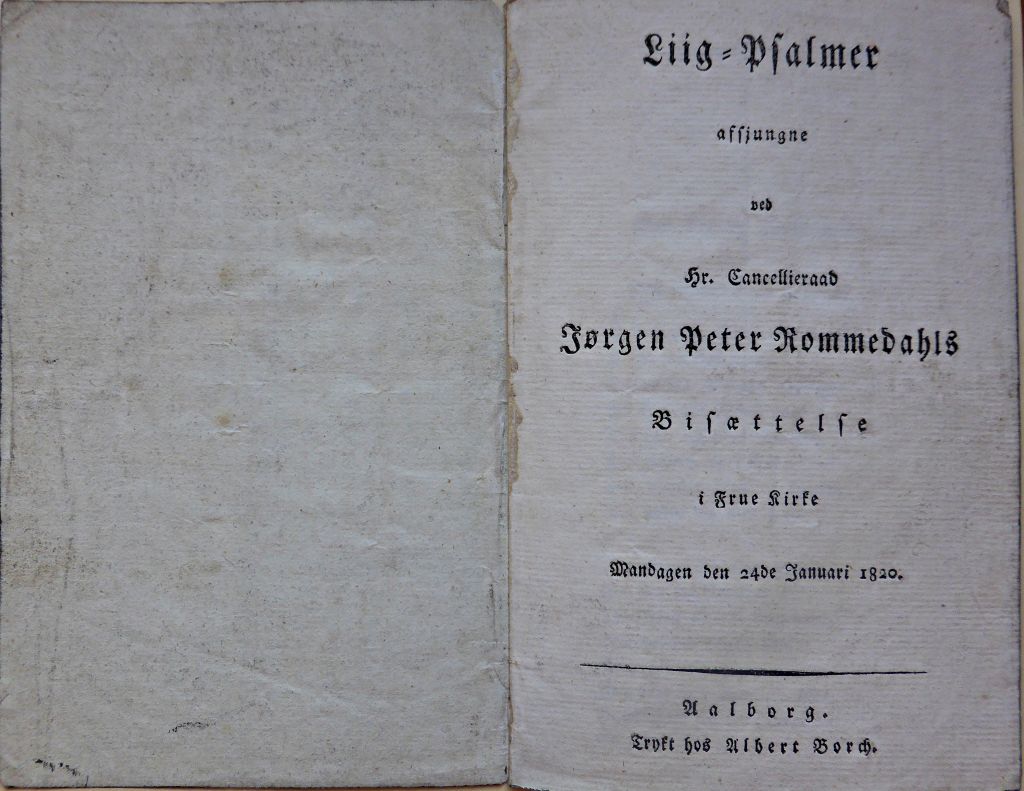 Liig-Psalmer
afsjungne
ved
Hr. Cancellieraad
Jørgen Peter Rommedahls
Bisættelse
i Frue Kirke
Mandagen den 24de Januari 1820.
Aalborg.
Trykt hos Albert Borch.